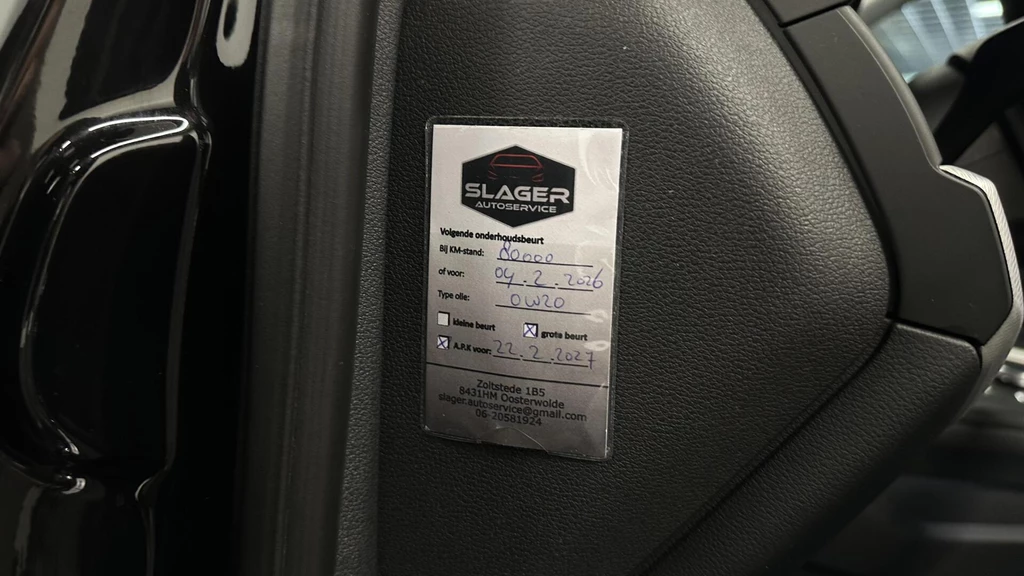 SLAGER
AUTOSERVICE
Volgende onderhoudsbeurt
Bij KM-stand: 80000
of voor: 04.2.2026
Type olie: 0W20
kleine beurt grote beurt
A.P.K voor: 22.2.2027
Zoltstede 1B5
8431HM Oosterwolde
slager.autoservice@gmail.com
06-20581924